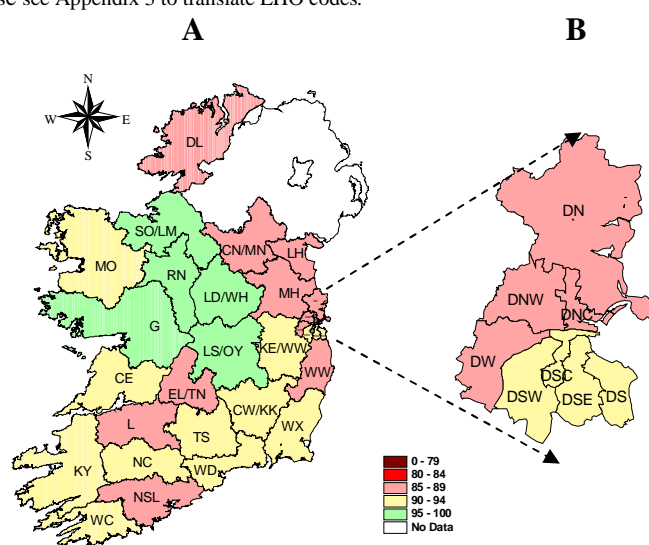 se see Appendix 3 to translate LHO codes.
A
B
N
W E
S
DL
SO/LM
CN/MN
LH
MO
RN
LD/WH
MH
G
LS/OY
KE/WW
WW
CE
EL/TN
CW/KK
L
TS
WX
KY
NC
WD
NSL
WC
DN
DNW
DNC
DW
DSC
DSW
DSE
DS
0 - 79
80 - 84
85 - 89
90 - 94
95 - 100
No Data